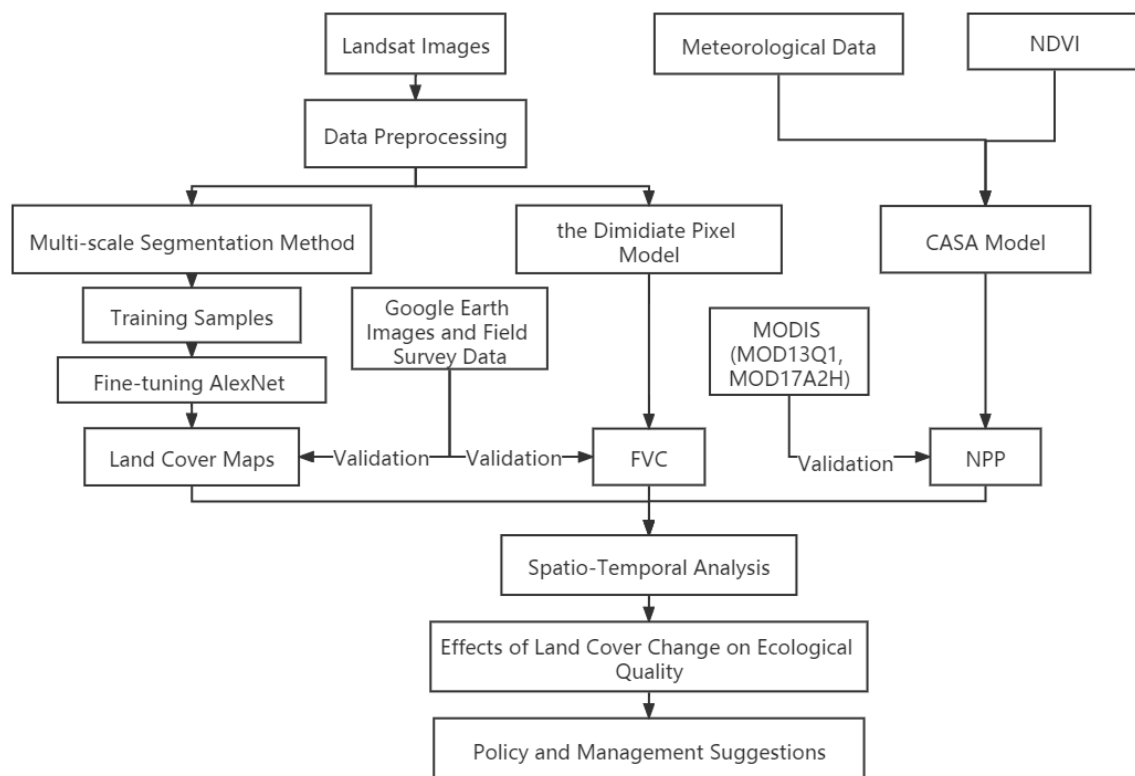 Landsat Images
Meteorological Data
NDVI
Data Preprocessing
Multi-scale Segmentation Method
the Dimidiate Pixel
Model
CASA Model
Training Samples
Google Earth
Images and Field
Survey Data
MODIS
(MOD13Q1,
MOD17A2H)
Fine-tuning AlexNet
Land Cover Maps
Validation
Validation
FVC
Validation
NPP
Spatio-Temporal Analysis
Effects of Land Cover Change on Ecological
Quality
Policy and Management Suggestions